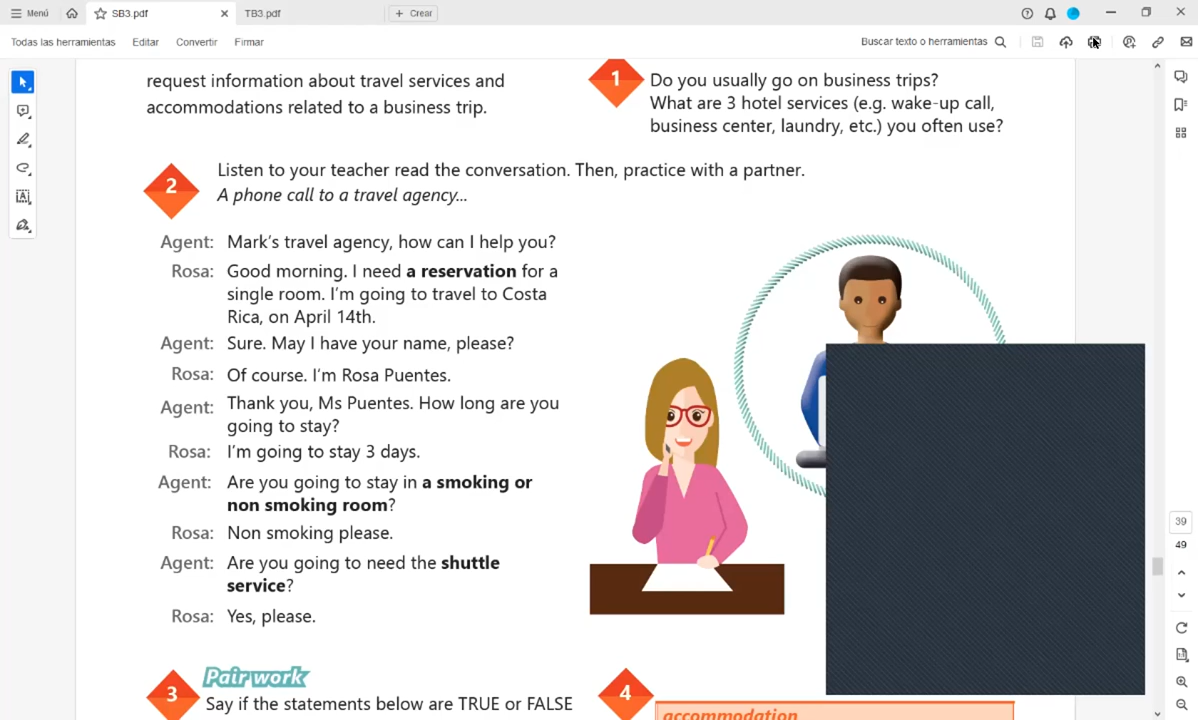 Menú
SB3.pdf
TB3.pdf
Crear
Todas las herramientas
Editar
Convertir
Firmar
Buscar texto o herramientas
request information about travel services and
accommodations related to a business trip.
1
Do you usually go on business trips?
What are 3 hotel services (e.g. wake-up call,
business center, laundry, etc.) you often use?
2
Listen to your teacher read the conversation. Then, practice with a partner.
A phone call to a travel agency...
Agent: Mark's travel agency, how can I help you?
Rosa: Good morning. I need a reservation for a
single room. I'm going to travel to Costa
Rica, on April 14th.
Agent: Sure. May I have your name, please?
Rosa: Of course. I'm Rosa Puentes.
Agent: Thank you, Ms Puentes. How long are you
going to stay?
Rosa: I'm going to stay 3 days.
Agent: Are you going to stay in a smoking or
non smoking room?
Rosa: Non smoking please.
Agent: Are you going to need the shuttle
service?
Rosa: Yes, please.
3
Pair work
Say if the statements below are TRUE or FALSE
4
accommodation
39
49